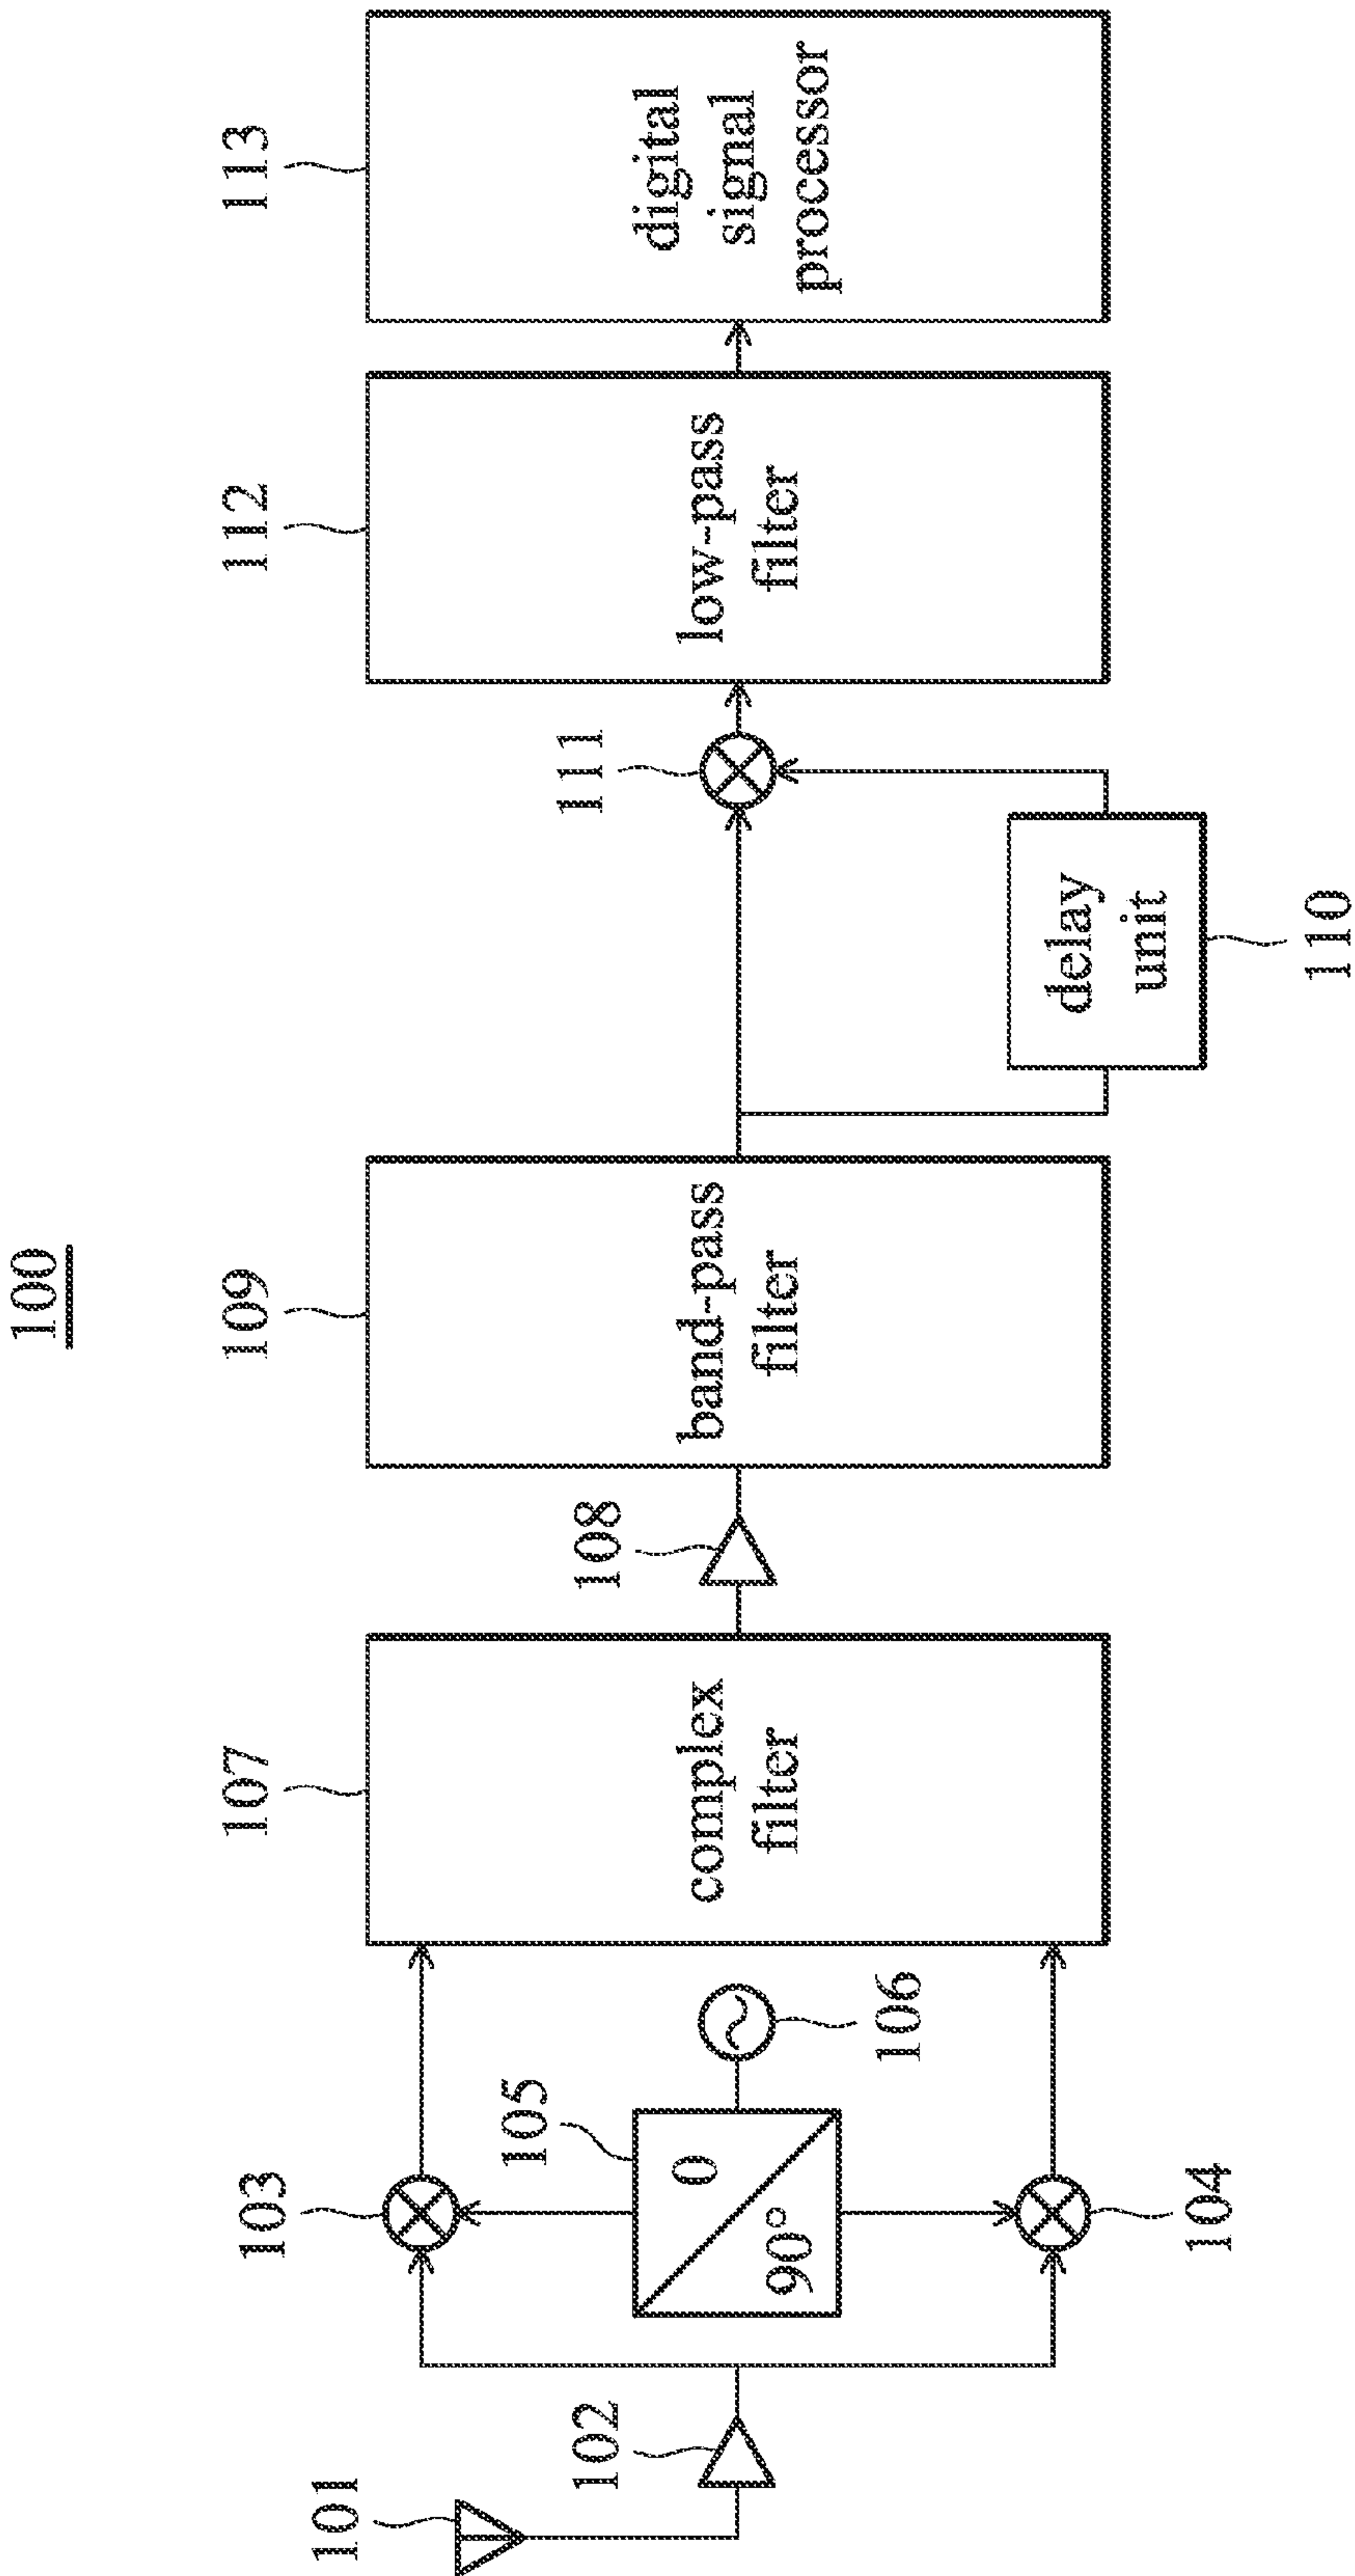 100
101
102
103
104
105
0
90°
106
107
complex
filter
108
109
band-pass
filter
110
delay
unit
111
112
low-pass
filter
113
digital
signal
processor